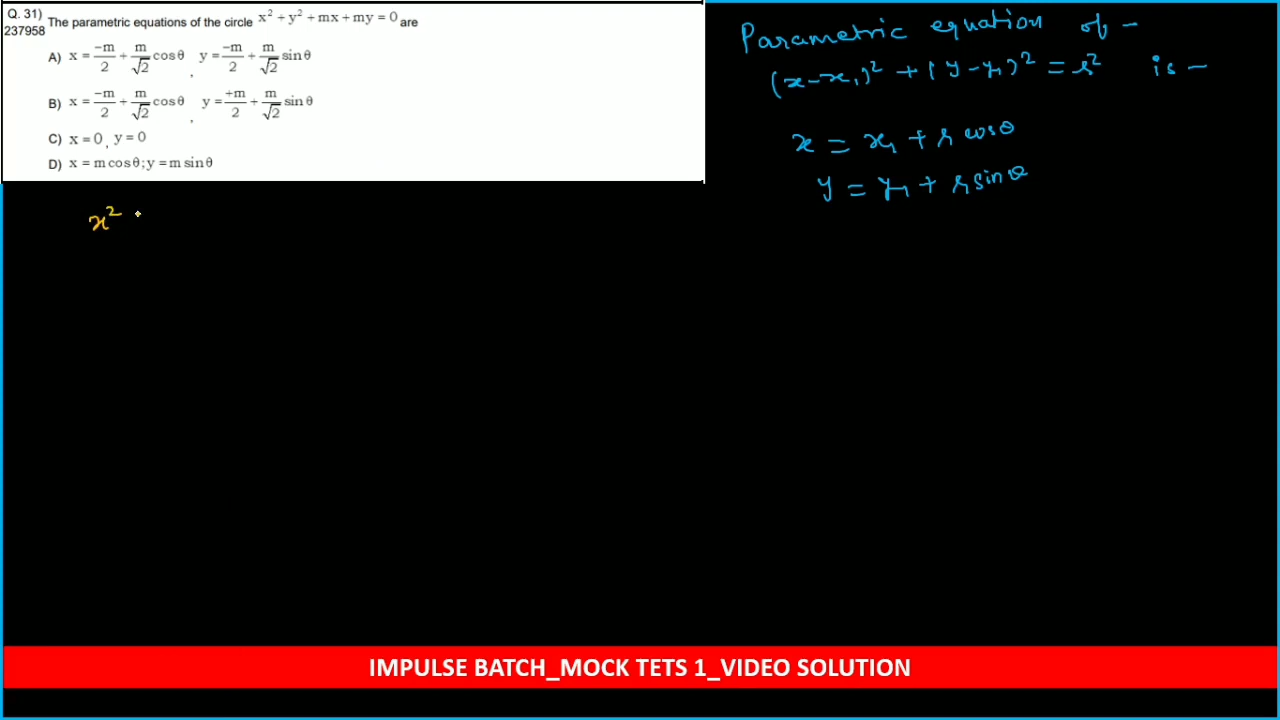 Q. 31)
237958
The parametric equations of the circle x² + y² + mx + my = 0 are
A) x = -m/2 + m/√2 cosθ , y = -m/2 + m/√2 sinθ
B) x = -m/2 + m/√2 cosθ , y = +m/2 + m/√2 sinθ
C) x = 0 , y = 0
D) x = m cosθ; y = m sinθ
Parametric equation of -
(x-x₁)² + (y-y₁)² = r² is -
x = x₁ + r cosθ
y = y₁ + r sinθ
x²
IMPULSE BATCH_MOCK TETS 1_VIDEO SOLUTION